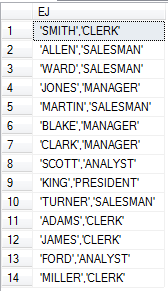 EJ
1 'SMITH','CLERK'
2 'ALLEN','SALESMAN'
3 'WARD','SALESMAN'
4 'JONES','MANAGER'
5 'MARTIN','SALESMAN'
6 'BLAKE','MANAGER'
7 'CLARK','MANAGER'
8 'SCOTT','ANALYST'
9 'KING','PRESIDENT'
10 'TURNER','SALESMAN'
11 'ADAMS','CLERK'
12 'JAMES','CLERK'
13 'FORD','ANALYST'
14 'MILLER','CLERK'